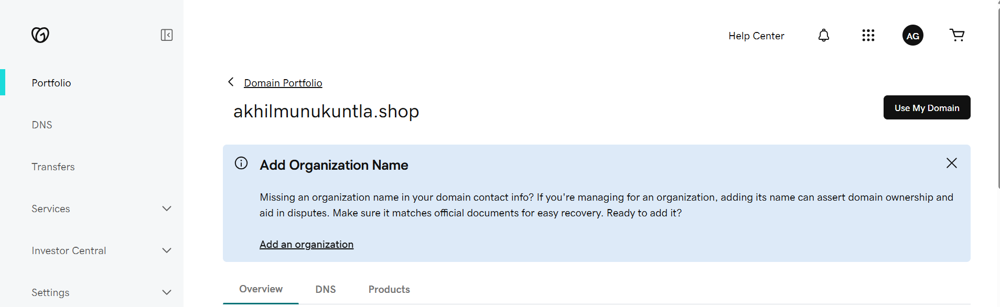 Help Center
AG
Portfolio
DNS
Transfers
Services
Investor Central
Settings
Domain Portfolio
akhilmunukuntla.shop
Use My Domain
Add Organization Name
Missing an organization name in your domain contact info? If you're managing for an organization, adding its name can assert domain ownership and
aid in disputes. Make sure it matches official documents for easy recovery. Ready to add it?
Add an organization
Overview DNS Products